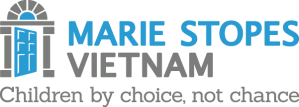 MARIE STOPES
VIETNAM
Children by choice, not chance